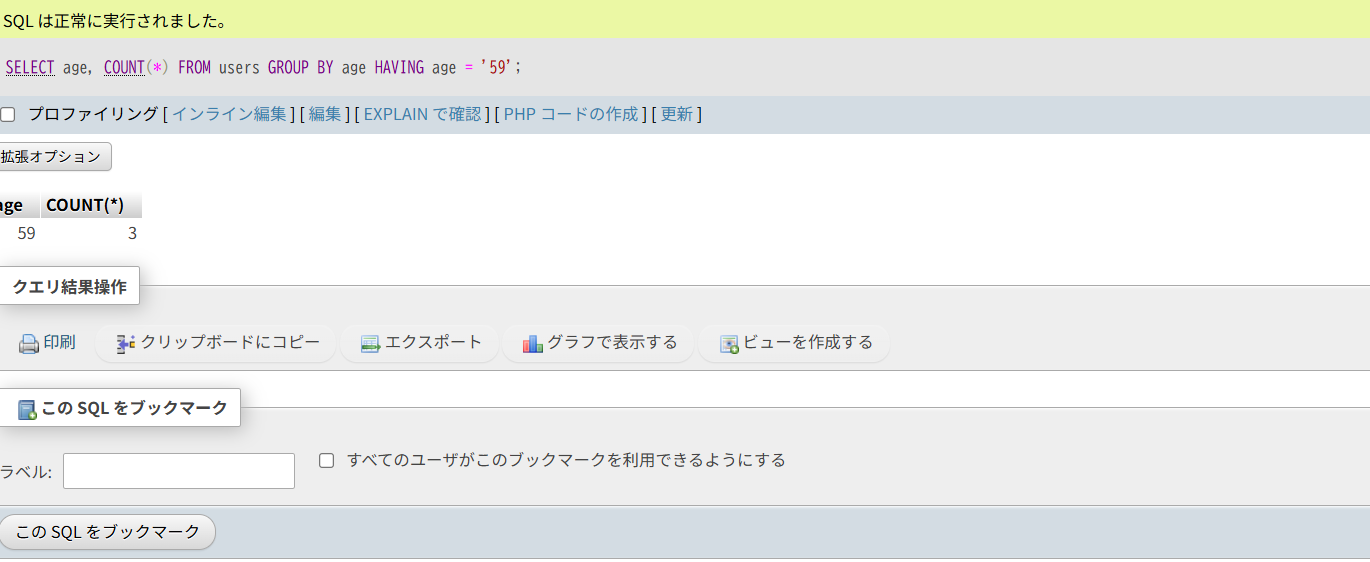 SQL は正常に実行されました。
SELECT age, COUNT(*) FROM users GROUP BY age HAVING age = '59';
プロファイリング [ インライン編集 ] [ 編集 ] [ EXPLAIN で確認 ] [ PHP コードの作成 ] [ 更新 ]
拡張オプション
age COUNT(*)
59 3
クエリ結果操作
印刷 クリップボードにコピー エクスポート グラフで表示する ビューを作成する
この SQL をブックマーク
ラベル: すべてのユーザがこのブックマークを利用できるようにする
この SQL をブックマーク